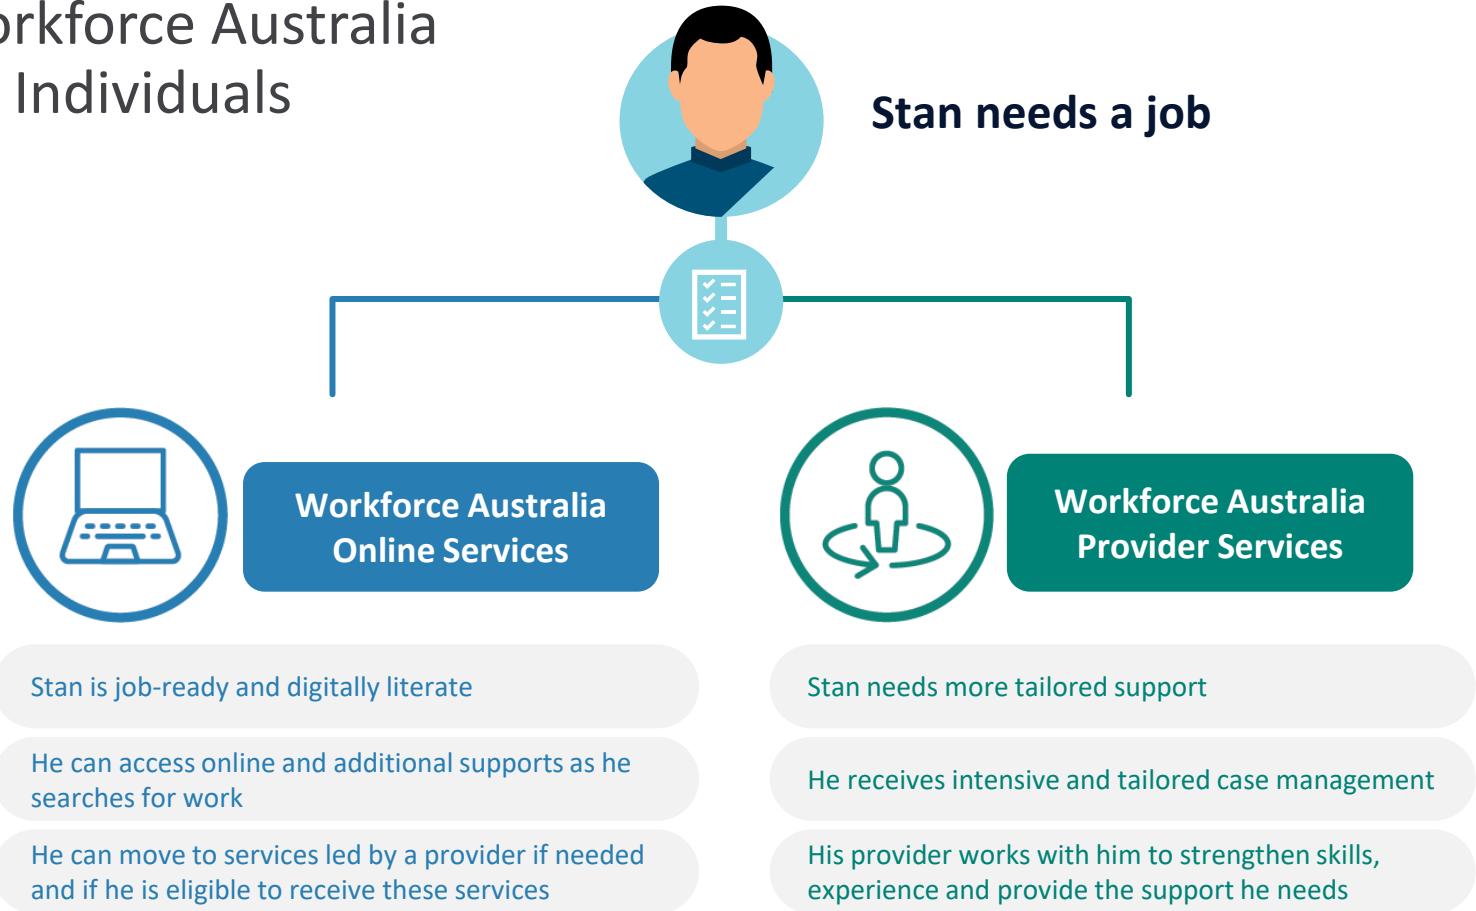 orkforce Australia
Individuals
Stan needs a job
Workforce Australia
Online Services
Stan is job-ready and digitally literate
He can access online and additional supports as he
searches for work
He can move to services led by a provider if needed
and if he is eligible to receive these services
Workforce Australia
Provider Services
Stan needs more tailored support
He receives intensive and tailored case management
His provider works with him to strengthen skills,
experience and provide the support he needs